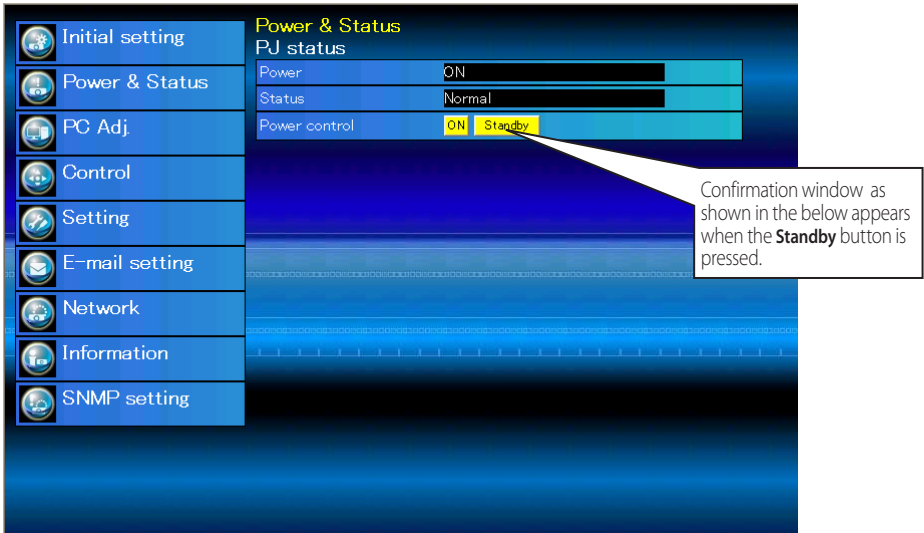 Initial setting
Power & Status
PC Adj.
Control
Setting
E-mail setting
Network
Information
SNMP setting
Power & Status
PJ status
Power ON
Status Normal
Power control ON Standby
Confirmation window as
shown in the below appears
when the Standby button is
pressed.